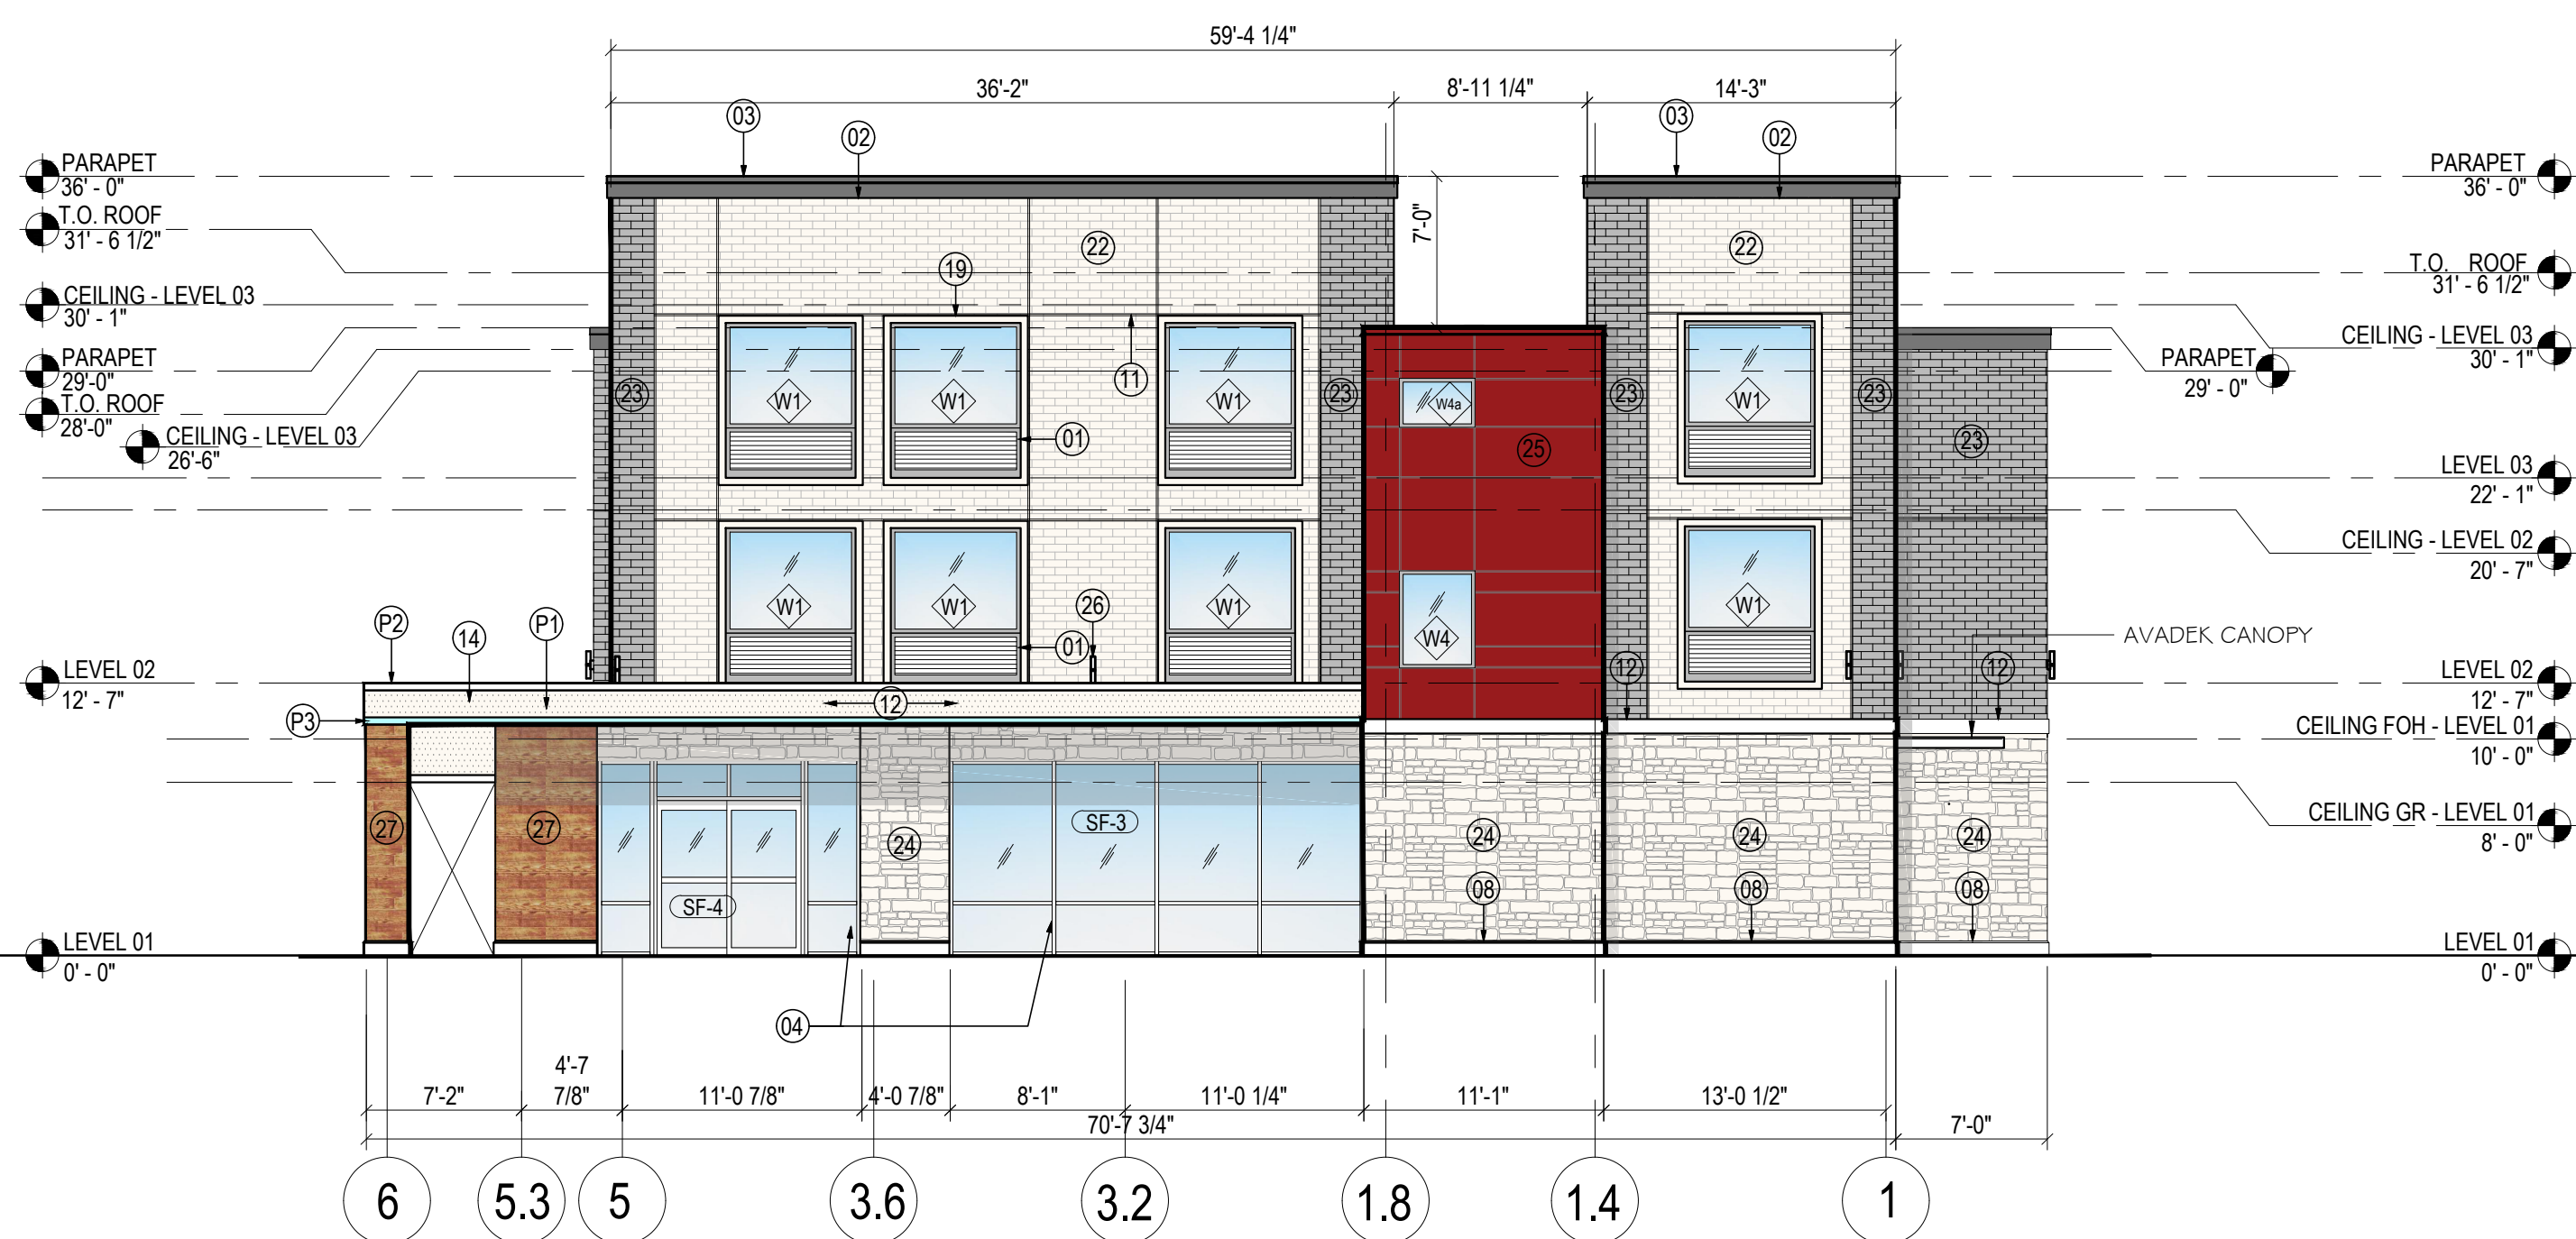 59'-4 1/4"
36'-2"
8'-11 1/4"
14'-3"
03
02
03
02
PARAPET
36' - 0"
T.O. ROOF
31' - 6 1/2"
CEILING - LEVEL 03
30' - 1"
PARAPET
29'-0"
T.O. ROOF
28'-0"
CEILING - LEVEL 03
26'-6"
LEVEL 02
12' - 7"
LEVEL 01
0' - 0"
7'-0"
22
22
19
11
23
23
23
23
23
W1
W1
W1
W1
W4a
25
01
W1
W1
W1
W1
W4
26
01
P2
14
P1
P3
12
12
12
AVADEK CANOPY
27
27
24
SF-3
SF-4
24
24
24
08
08
08
04
PARAPET
36' - 0"
T.O. ROOF
31' - 6 1/2"
CEILING - LEVEL 03
30' - 1"
PARAPET
29' - 0"
LEVEL 03
22' - 1"
CEILING - LEVEL 02
20' - 7"
LEVEL 02
12' - 7"
CEILING FOH - LEVEL 01
10' - 0"
CEILING GR - LEVEL 01
8' - 0"
LEVEL 01
0' - 0"
7'-2"
4'-7
7/8"
11'-0 7/8"
4'-0 7/8"
8'-1"
11'-0 1/4"
11'-1"
13'-0 1/2"
70'-7 3/4"
7'-0"
6
5.3
5
3.6
3.2
1.8
1.4
1